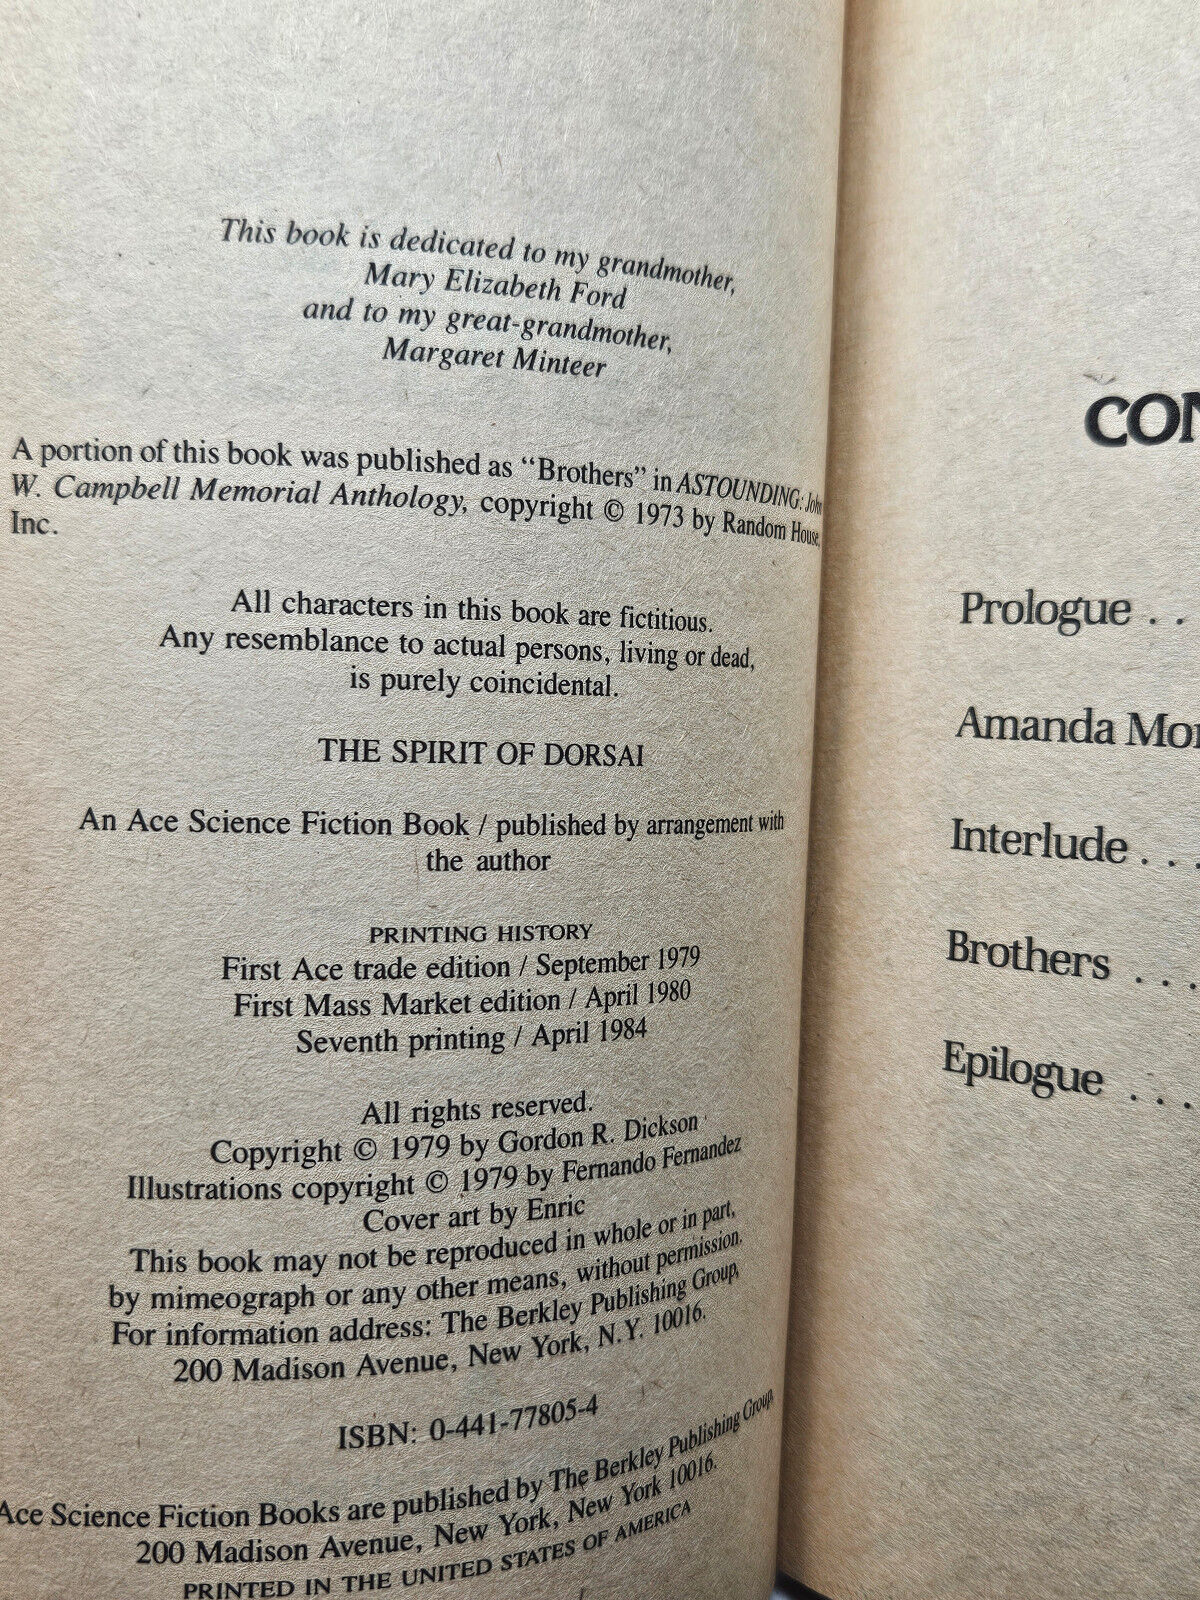 This book is dedicated to my grandmother,
Mary Elizabeth Ford
and to my great-grandmother,
Margaret Minteer
A portion of this book was published as "Brothers" in ASTOUNDING: John
W. Campbell Memorial Anthology, copyright © 1973 by Random House,
Inc.
All characters in this book are fictitious.
Any resemblance to actual persons, living or dead,
is purely coincidental.
THE SPIRIT OF DORSAI
An Ace Science Fiction Book / published by arrangement with
the author
PRINTING HISTORY
First Ace trade edition / September 1979
First Mass Market edition / April 1980
Seventh printing / April 1984
All rights reserved.
Copyright © 1979 by Gordon R. Dickson
Illustrations copyright © 1979 by Fernando Fernandez
Cover art by Enric
This book may not be reproduced in whole or in part,
by mimeograph or any other means, without permission.
For information address: The Berkley Publishing Group,
200 Madison Avenue, New York, N.Y. 10016.
ISBN: 0-441-77805-4
Ace Science Fiction Books are published by The Berkley Publishing Group,
200 Madison Avenue, New York, New York 10016.
PRINTED IN THE UNITED STATES OF AMERICA
CON
Prologue . .
Amanda Mor
Interlude . . .
Brothers . . .
Epilogue . . .